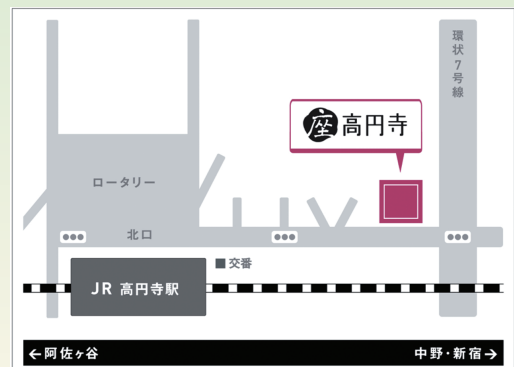 環状7号線
座高円寺
ロータリー
北口
■交番
JR 高円寺駅
←阿佐ヶ谷
中野・新宿→